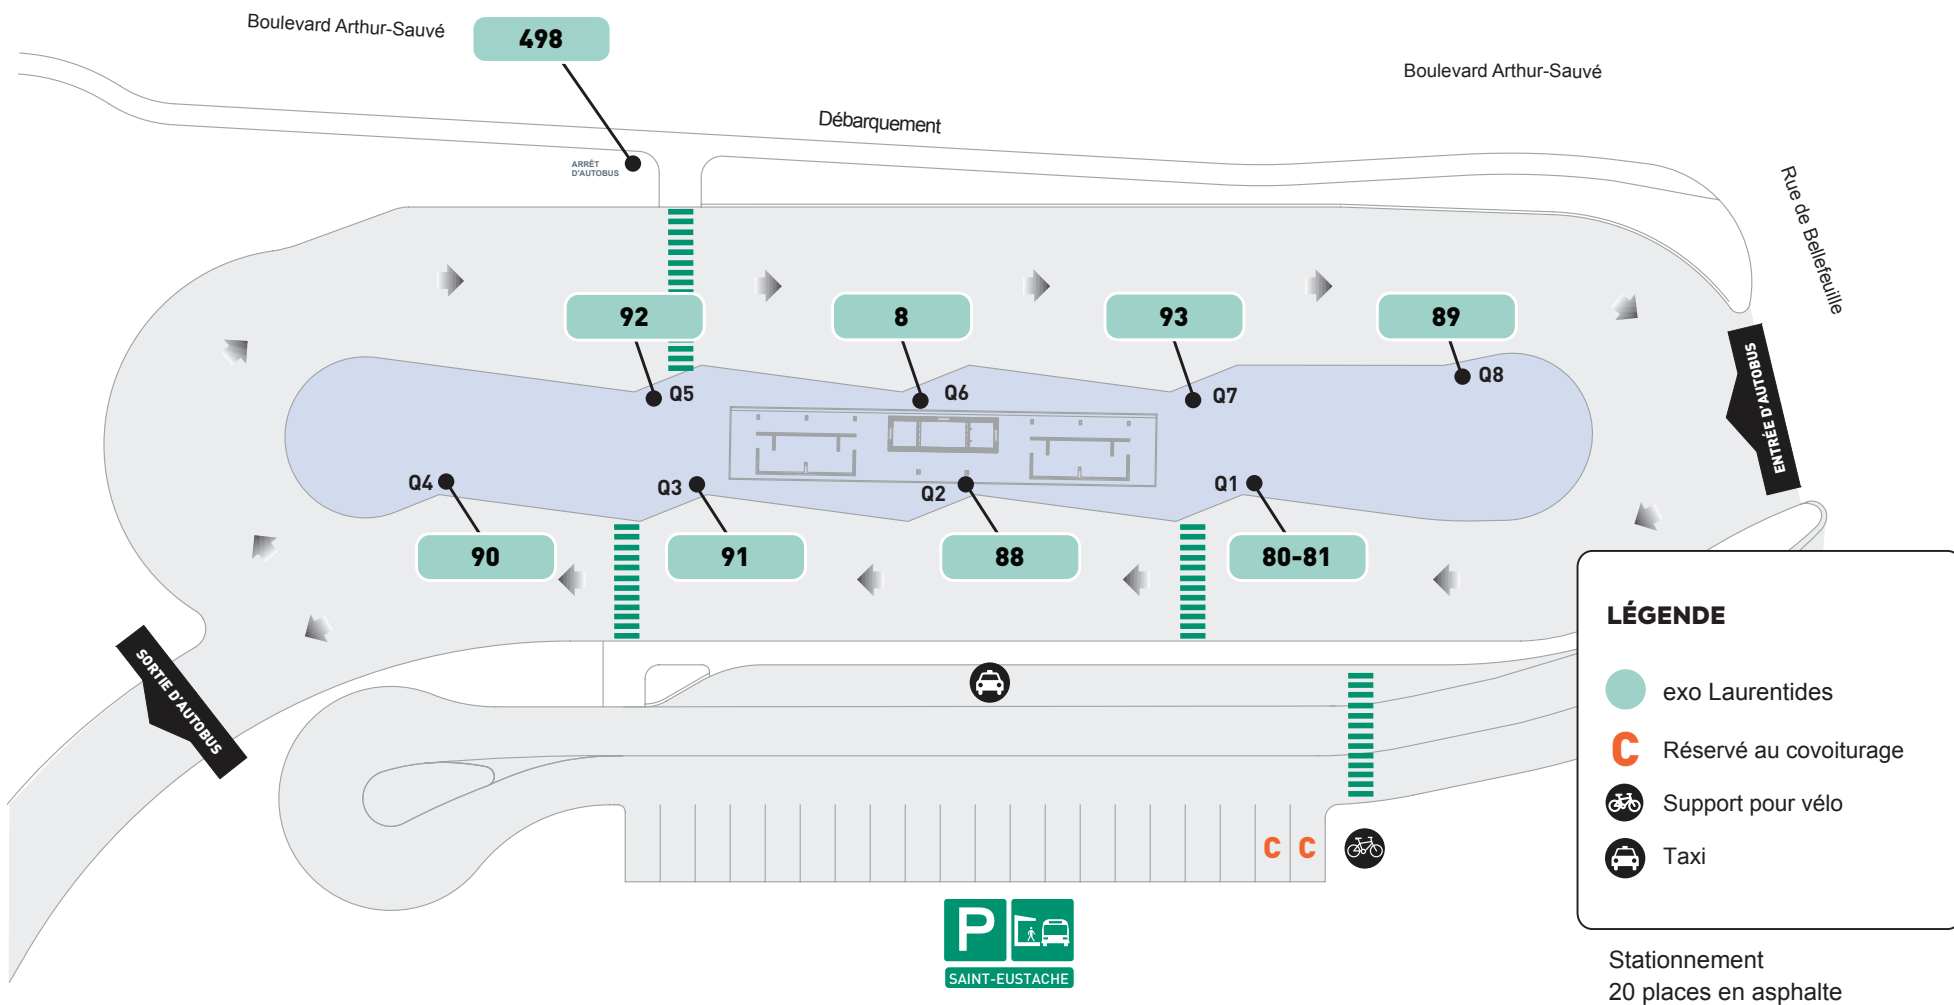 Boulevard Arthur-Sauvé
498
Boulevard Arthur-Sauvé
Débarquement
ARRÊT
D'AUTOBUS
Rue de Bellefeuille
92
8
93
89
Q5
Q6
Q7
Q8
ENTRÉE D'AUTOBUS
Q4
Q3
Q2
Q1
90
91
88
80-81
SORTIE D'AUTOBUS
LÉGENDE
exo Laurentides
C Réservé au covoiturage
Support pour vélo
Taxi
C C
P
SAINT-EUSTACHE
Stationnement
20 places en asphalte